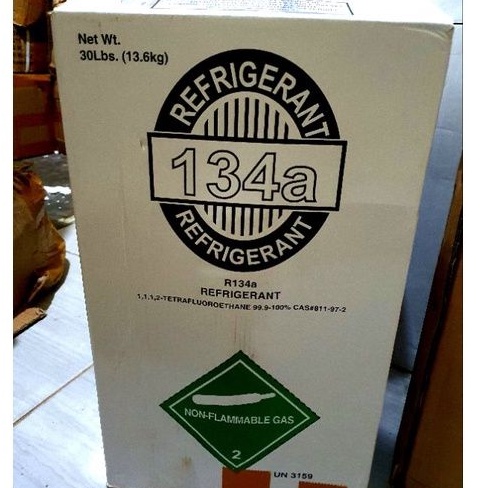 Net Wt.
30Lbs. (13.6kg)
REFRIGERANT
134a
REFRIGERANT
R134a
REFRIGERANT
1,1,1,2-TETRAFLUOROETHANE 99.9-100% CAS#811-97-2
NON-FLAMMABLE GAS
2
UN 3159